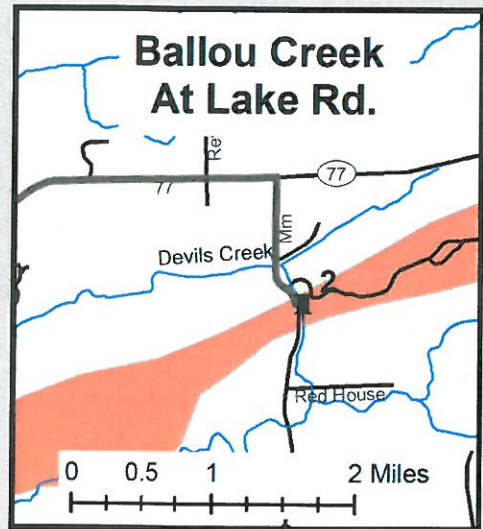 Ballou Creek
At Lake Rd.
77
77
Mm
Devils Creek
2
Red House
0 0.5 1 2 Miles